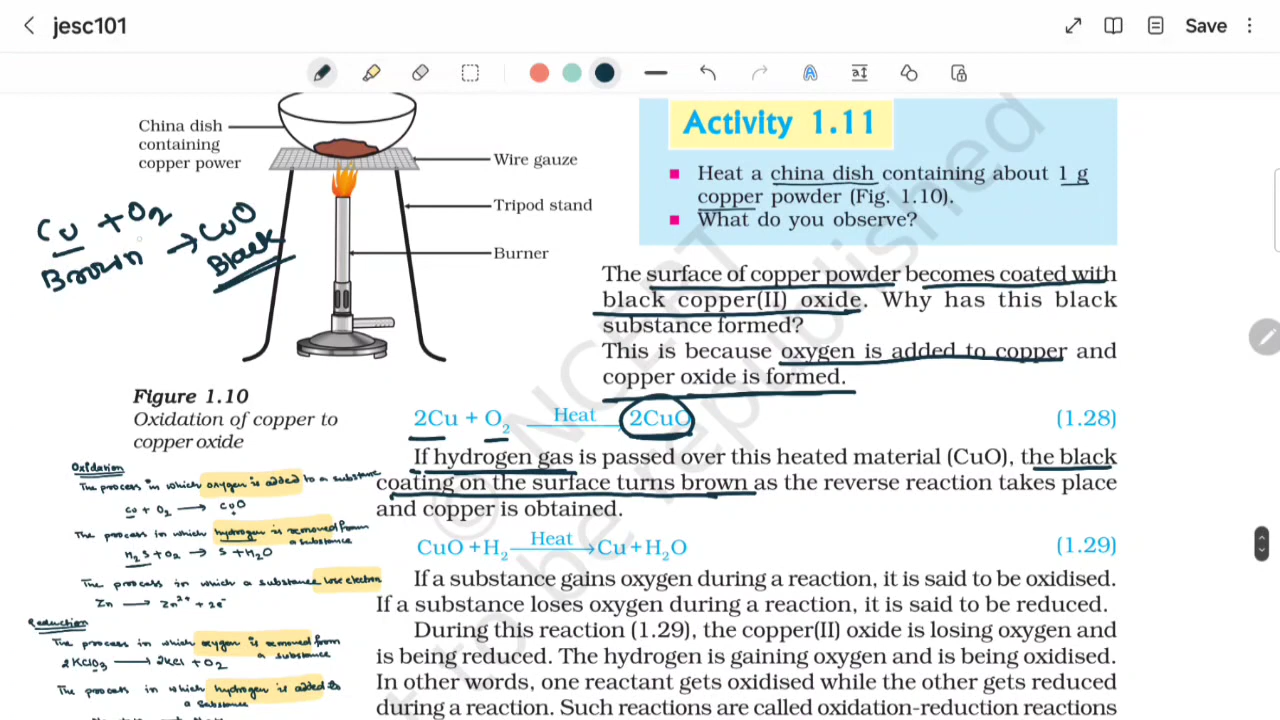 jesc101
Save
China dish
containing
copper power
Wire gauze
Tripod stand
Burner
Cu + O2 → CuO
Brown
Black
Figure 1.10
Oxidation of copper to
copper oxide
Activity 1.11
Heat a china dish containing about 1 g
copper powder (Fig. 1.10).
What do you observe?
The surface of copper powder becomes coated with
black copper(II) oxide. Why has this black
substance formed?
This is because oxygen is added to copper and
copper oxide is formed.
2Cu + O2 Heat 2CuO (1.28)
If hydrogen gas is passed over this heated material (CuO), the black
coating on the surface turns brown as the reverse reaction takes place
and copper is obtained.
CuO + H2 Heat → Cu + H2O (1.29)
If a substance gains oxygen during a reaction, it is said to be oxidised.
If a substance loses oxygen during a reaction, it is said to be reduced.
During this reaction (1.29), the copper(II) oxide is losing oxygen and
is being reduced. The hydrogen is gaining oxygen and is being oxidised.
In other words, one reactant gets oxidised while the other gets reduced
during a reaction. Such reactions are called oxidation-reduction reactions
Oxidation
The process in which oxygen is added to a substance
Cu + O2 → CuO
The process in which hydrogen is removed from
a substance
H2S + O2 → S + H2O
The process in which a substance lose electron
Zn → Zn2+ + 2e-
Reduction
The process in which oxygen is removed from
a substance
2KClO3 → 2KCl + O2
The process in which hydrogen is added to
a substance
© NCERT
not to be republished